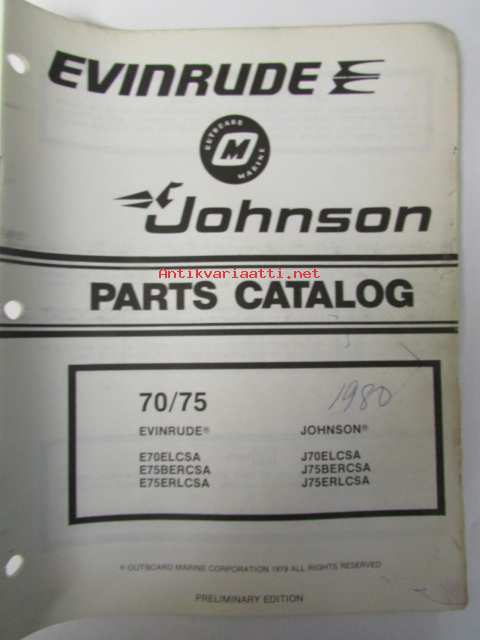 EVINRUDE
OUTBOARD
M
MARINE
Johnson
Antikvariaatti.net
PARTS CATALOG
70/75 1980
EVINRUDE® JOHNSON®
E70ELCSA J70ELCSA
E75BERCSA J75BERCSA
E75ERLCSA J75ERLCSA
© OUTBOARD MARINE CORPORATION 1979 ALL RIGHTS RESERVED
PRELIMINARY EDITION